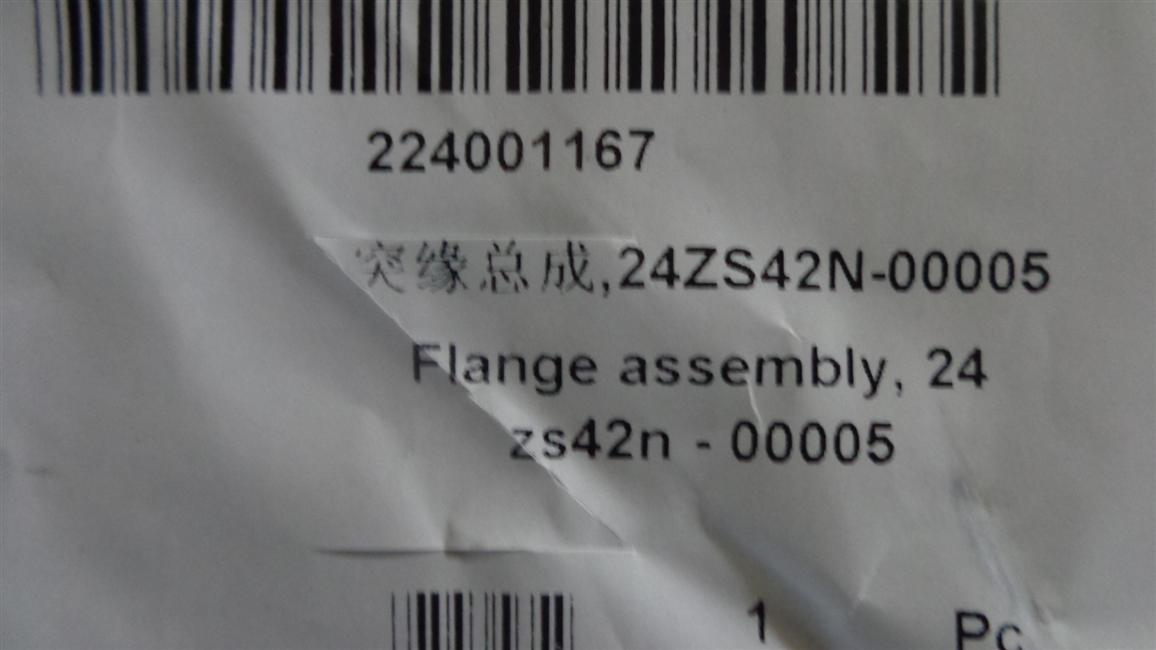 224001167
突缘总成,24ZS42N-00005
Flange assembly, 24
zs42n - 00005
1 Pc